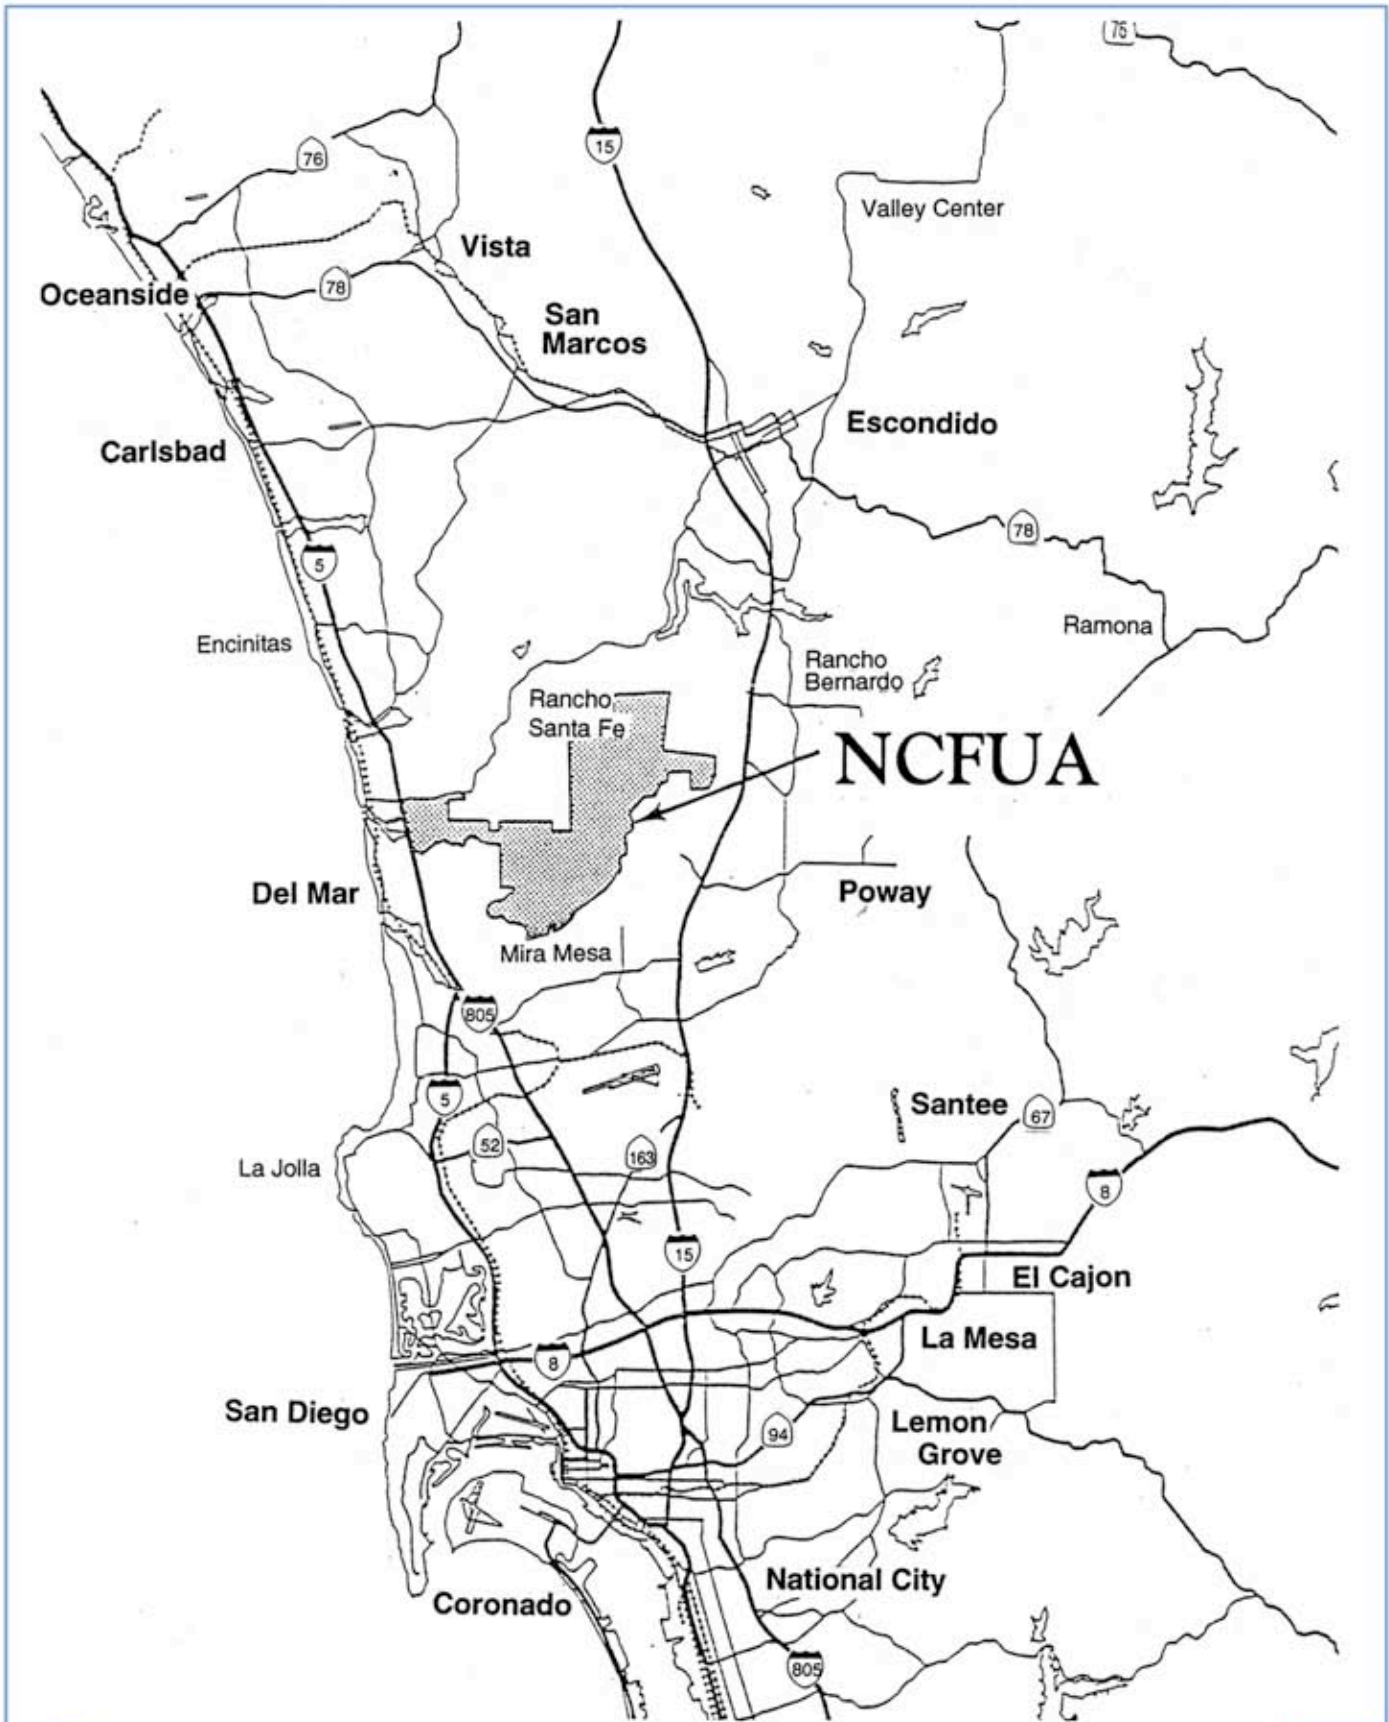 76
15
76
Valley Center
Vista
78
Oceanside
San
Marcos
Escondido
Carlsbad
78
5
Encinitas
Ramona
Rancho
Bernardo
Rancho
Santa Fe
NCFUA
Del Mar
Poway
Mira Mesa
805
5
Santee
67
52
163
La Jolla
8
15
El Cajon
La Mesa
8
San Diego
Lemon
Grove
94
National City
Coronado
805